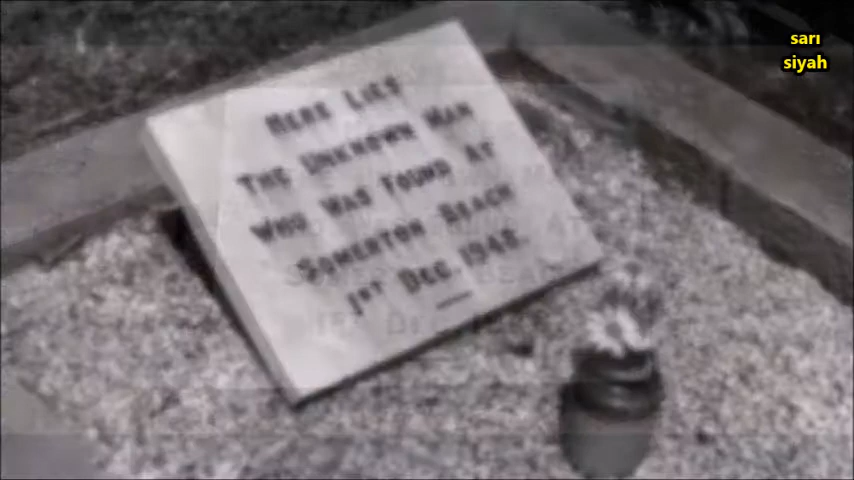 sarı
siyah
HERE LIES
THE UNKNOWN MAN
WHO WAS FOUND AT
SOMERTON BEACH
1ST DEC. 1948.